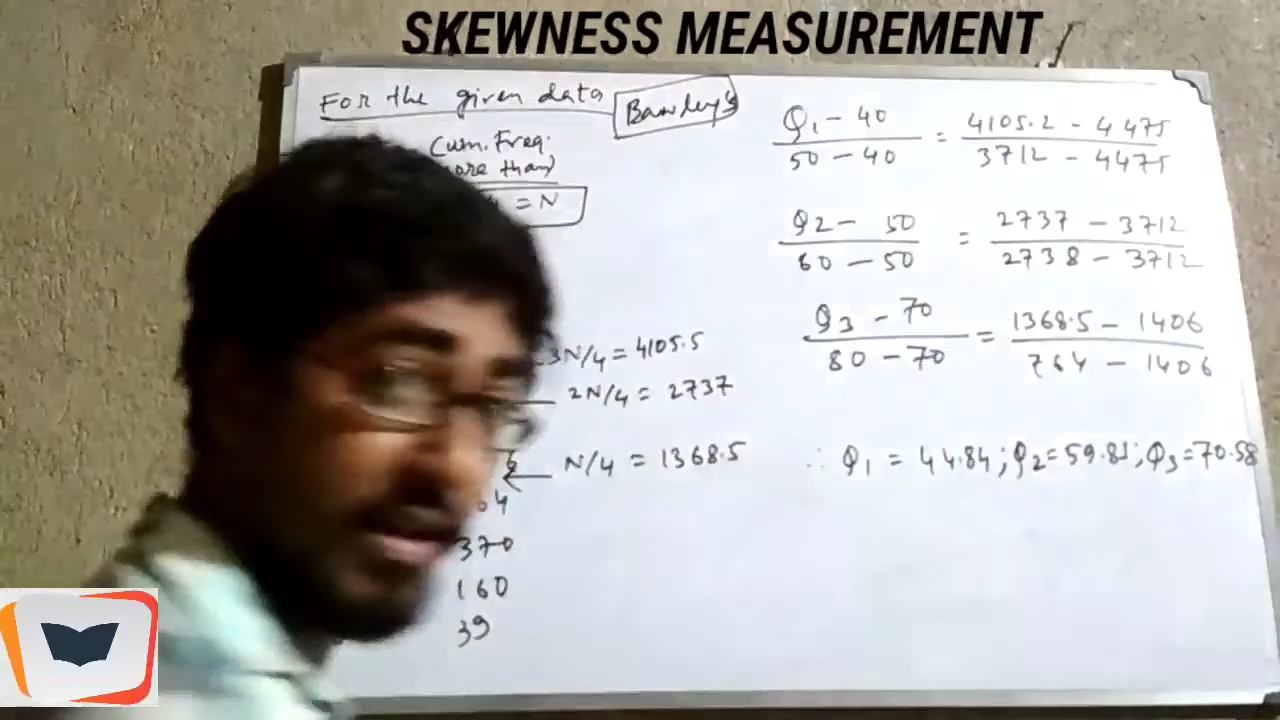 SKEWNESS MEASUREMENT
For the given data
Bawley's
Cum.Freq.
ore than)
= N
3N/4 = 4105.5
2N/4 = 2737
N/4 = 1368.5
04
370
160
39
Q1 - 40 / 50 - 40 = 4105.2 - 4475 / 3712 - 4475
Q2 - 50 / 60 - 50 = 2737 - 3712 / 2738 - 3712
Q3 - 70 / 80 - 70 = 1368.5 - 1406 / 764 - 1406
∴ Q1 = 44.84 ; Q2 = 59.81 ; Q3 = 70.58